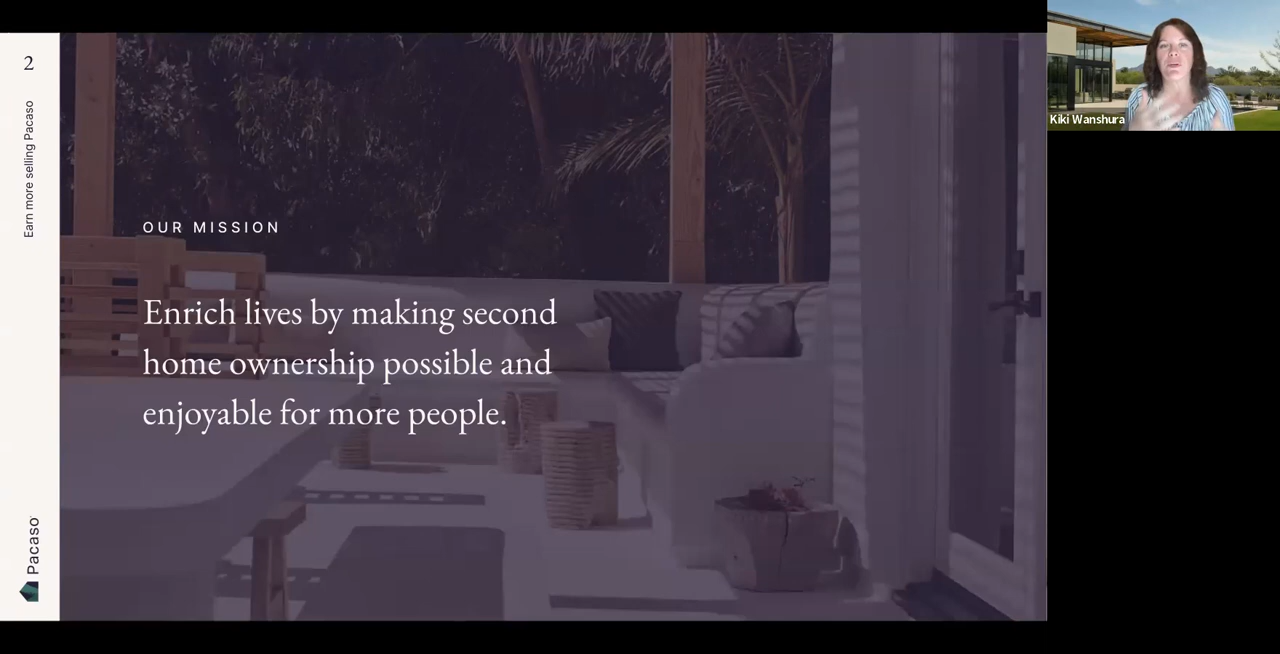 2
Earn more selling Pacaso
OUR MISSION
Enrich lives by making second
home ownership possible and
enjoyable for more people.
Pacaso
Kiki Wanshura